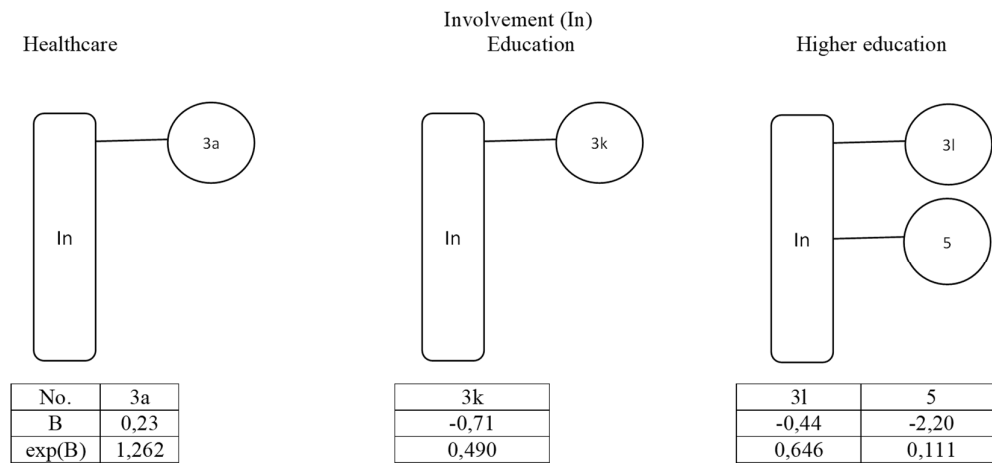 Involvement (In)
Healthcare Education Higher education
3a 3k 3l
In In In 5
No. 3a 3k 3l 5
B 0,23 -0,71 -0,44 -2,20
exp(B) 1,262 0,490 0,646 0,111